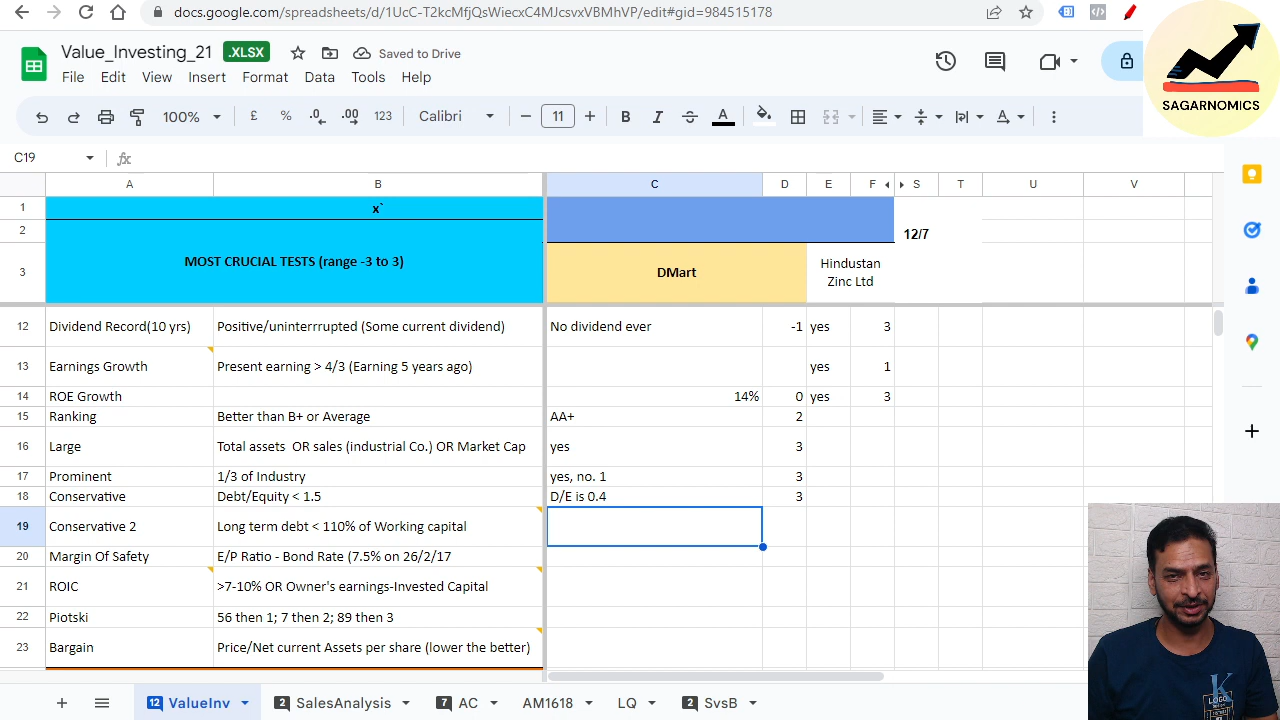 docs.google.com/spreadsheets/d/1UcC-T2kcMfjQsWiecxC4MJcsvxVBMhVP/edit#gid=984515178
Value_Investing_21 .XLSX Saved to Drive
File Edit View Insert Format Data Tools Help
SAGARNOMICS
100% £ % .0 .00 123 Calibri 11 B I S A
C19 fx
A B C D E F S T U V
1 x`
2 12/7
3 MOST CRUCIAL TESTS (range -3 to 3) DMart Hindustan Zinc Ltd
12 Dividend Record(10 yrs) Positive/uninterrrupted (Some current dividend) No dividend ever -1 yes 3
13 Earnings Growth Present earning > 4/3 (Earning 5 years ago) yes 1
14 ROE Growth 14% 0 yes 3
15 Ranking Better than B+ or Average AA+ 2
16 Large Total assets OR sales (industrial Co.) OR Market Cap yes 3
17 Prominent 1/3 of Industry yes, no. 1 3
18 Conservative Debt/Equity < 1.5 D/E is 0.4 3
19 Conservative 2 Long term debt < 110% of Working capital
20 Margin Of Safety E/P Ratio - Bond Rate (7.5% on 26/2/17
21 ROIC >7-10% OR Owner's earnings-Invested Capital
22 Piotski 56 then 1; 7 then 2; 89 then 3
23 Bargain Price/Net current Assets per share (lower the better)
K
LOGO
12 ValueInv 2 SalesAnalysis 7 AC AM1618 LQ 2 SvsB